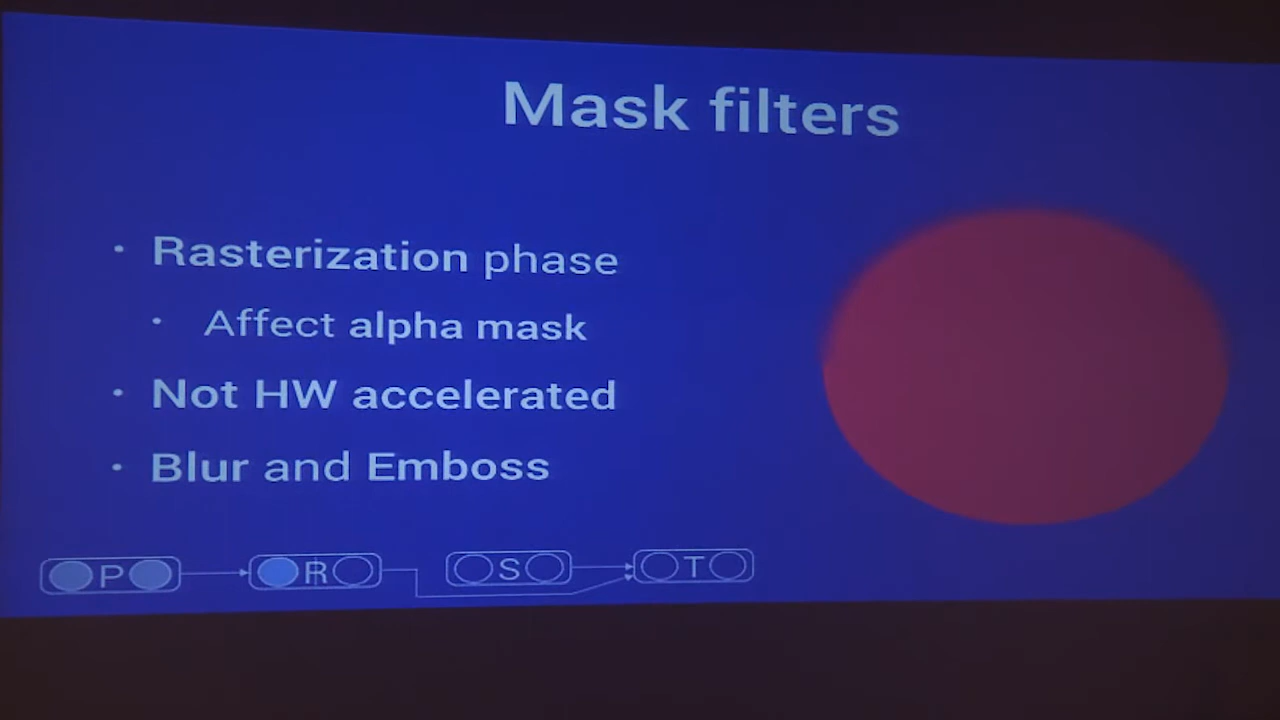 Mask filters
• Rasterization phase
• Affect alpha mask
• Not HW accelerated
• Blur and Emboss
P R S T